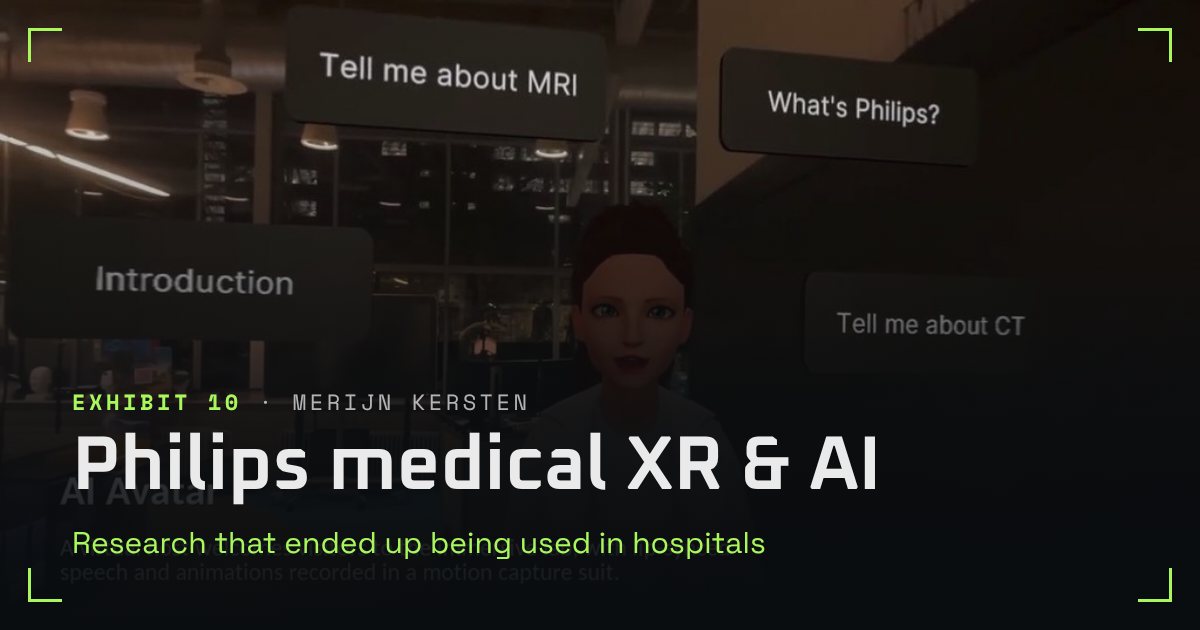 Tell me about MRI
What's Philips?
Introduction
Tell me about CT
EXHIBIT 10 · MERIJN KERSTEN
Philips medical XR & AI
AI Avatar
Research that ended up being used in hospitals
speech and animations recorded in a motion capture suit.